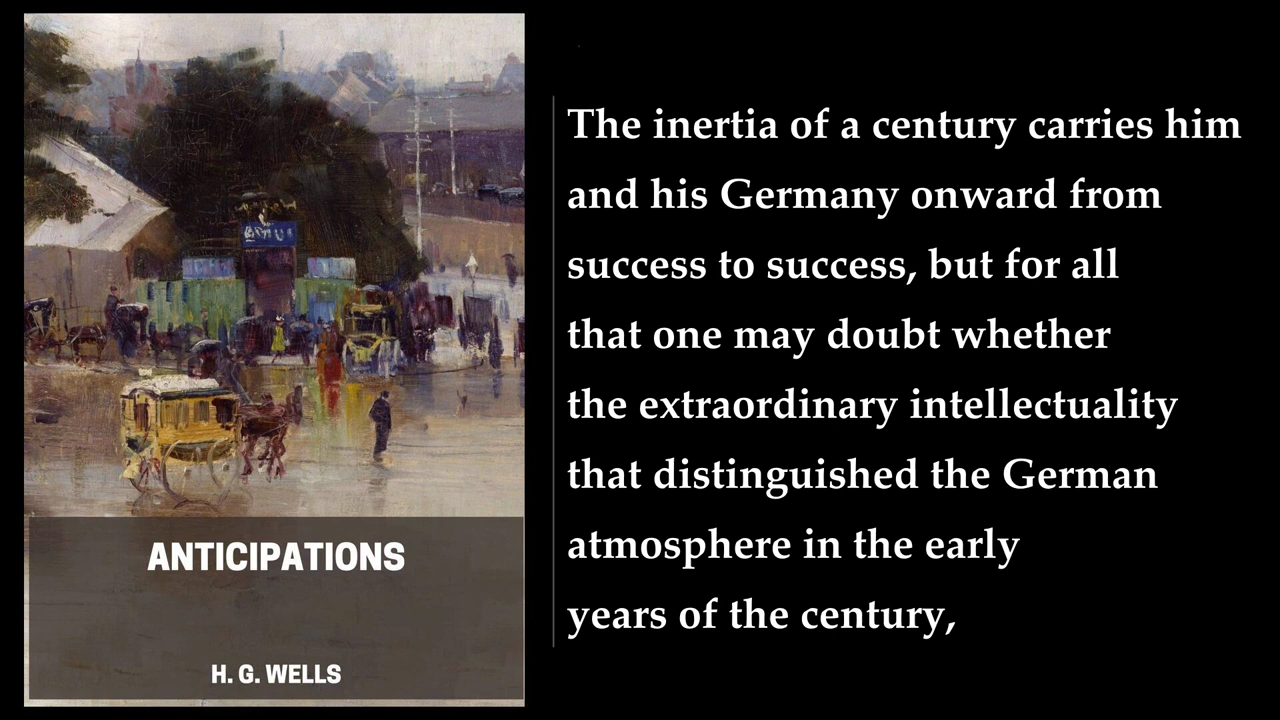 ANTICIPATIONS
H. G. WELLS
The inertia of a century carries him
and his Germany onward from
success to success, but for all
that one may doubt whether
the extraordinary intellectuality
that distinguished the German
atmosphere in the early
years of the century,